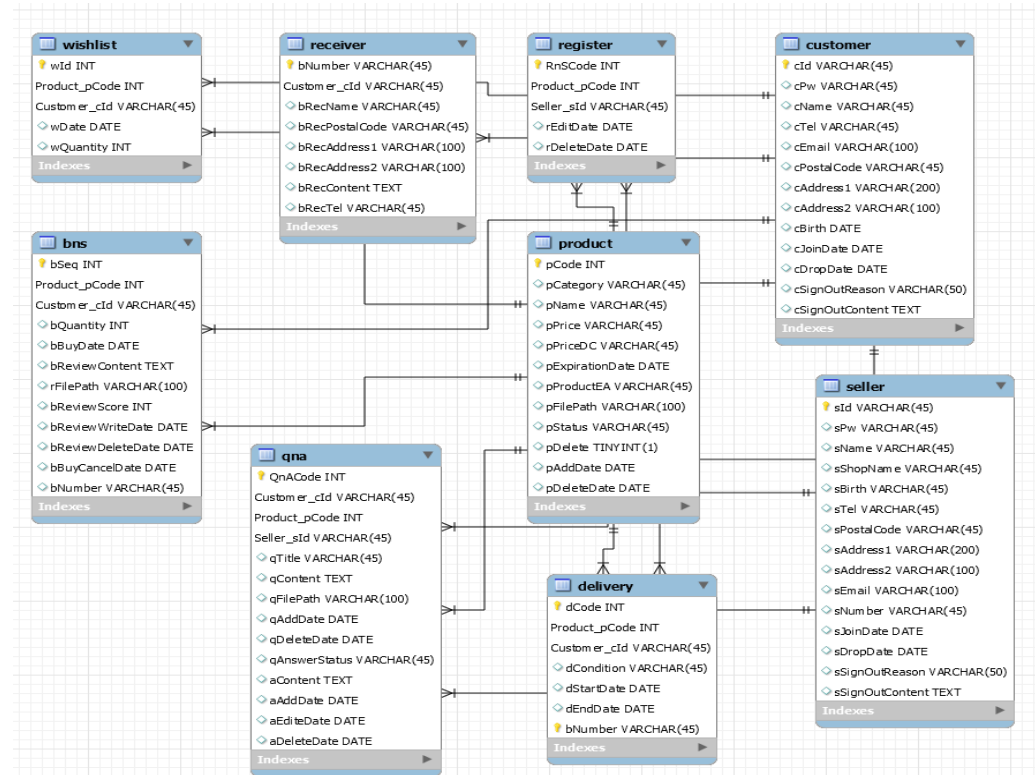 wishlist
wId INT
Product_pCode INT
Customer_cId VARCHAR(45)
wDate DATE
wQuantity INT
Indexes
receiver
bNumber VARCHAR(45)
Customer_cId VARCHAR(45)
bRecName VARCHAR(45)
bRecPostalCode VARCHAR(45)
bRecAddress1 VARCHAR(100)
bRecAddress2 VARCHAR(100)
bRecContent TEXT
bRecTel VARCHAR(45)
Indexes
register
RnSCode INT
Product_pCode INT
Seller_sId VARCHAR(45)
rEditDate DATE
rDeleteDate DATE
Indexes
customer
cId VARCHAR(45)
cPw VARCHAR(45)
cName VARCHAR(45)
cTel VARCHAR(45)
cEmail VARCHAR(100)
cPostalCode VARCHAR(45)
cAddress1 VARCHAR(200)
cAddress2 VARCHAR(100)
cBirth DATE
cJoinDate DATE
cDropDate DATE
cSignOutReason VARCHAR(50)
cSignOutContent TEXT
Indexes
bns
bSeq INT
Product_pCode INT
Customer_cId VARCHAR(45)
bQuantity INT
bBuyDate DATE
bReviewContent TEXT
rFilePath VARCHAR(100)
bReviewScore INT
bReviewWriteDate DATE
bReviewDeleteDate DATE
bBuyCancelDate DATE
bNumber VARCHAR(45)
Indexes
product
pCode INT
pCategory VARCHAR(45)
pName VARCHAR(45)
pPrice VARCHAR(45)
pPriceDC VARCHAR(45)
pExpirationDate DATE
pProductEA VARCHAR(45)
pFilePath VARCHAR(100)
pStatus VARCHAR(45)
pDelete TINYINT(1)
pAddDate DATE
pDeleteDate DATE
Indexes
seller
sId VARCHAR(45)
sPw VARCHAR(45)
sName VARCHAR(45)
sShopName VARCHAR(45)
sBirth VARCHAR(45)
sTel VARCHAR(45)
sPostalCode VARCHAR(45)
sAddress1 VARCHAR(200)
sAddress2 VARCHAR(100)
sEmail VARCHAR(100)
sNumber VARCHAR(45)
sJoinDate DATE
sDropDate DATE
sSignOutReason VARCHAR(50)
sSignOutContent TEXT
Indexes
qna
QnACode INT
Customer_cId VARCHAR(45)
Product_pCode INT
Seller_sId VARCHAR(45)
qTitle VARCHAR(45)
qContent TEXT
qFilePath VARCHAR(100)
qAddDate DATE
qDeleteDate DATE
qAnswerStatus VARCHAR(45)
aContent TEXT
aAddDate DATE
aEditeDate DATE
aDeleteDate DATE
Indexes
delivery
dCode INT
Product_pCode INT
Customer_cId VARCHAR(45)
dCondition VARCHAR(45)
dStartDate DATE
dEndDate DATE
bNumber VARCHAR(45)
Indexes